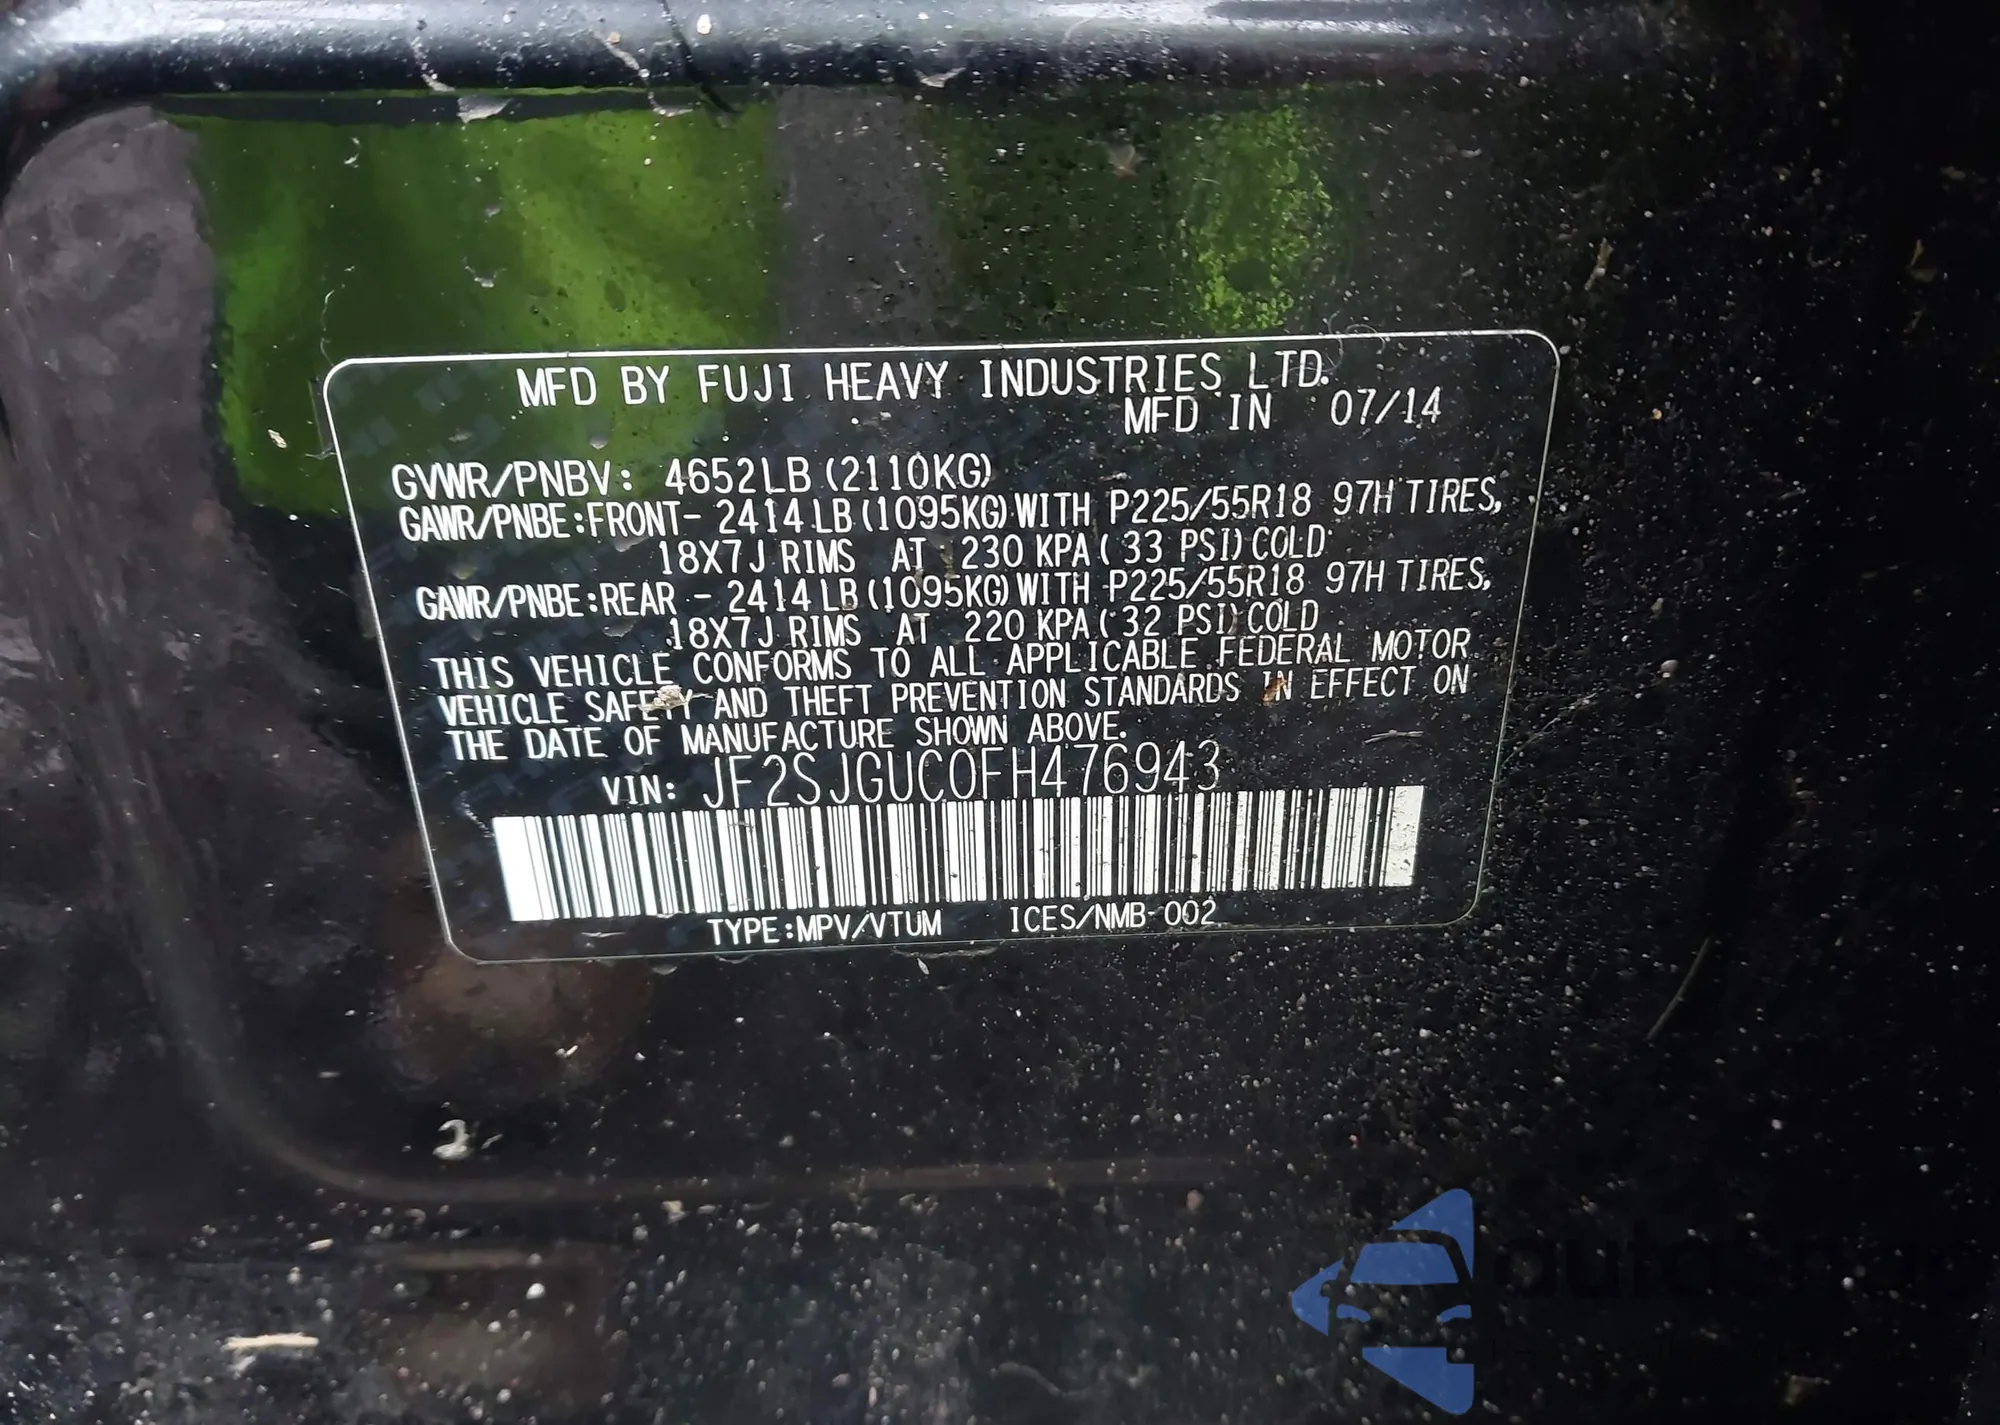 MFD BY FUJI HEAVY INDUSTRIES LTD.
MFD IN 07/14
GVWR/PNBV: 4652LB (2110KG)
GAWR/PNBE:FRONT- 2414LB (1095KG) WITH P225/55R18 97H TIRES,
18X7J RIMS AT 230 KPA ( 33 PSI) COLD
GAWR/PNBE:REAR - 2414LB (1095KG) WITH P225/55R18 97H TIRES,
18X7J RIMS AT 220 KPA ( 32 PSI) COLD
THIS VEHICLE CONFORMS TO ALL APPLICABLE FEDERAL MOTOR
VEHICLE SAFETY AND THEFT PREVENTION STANDARDS IN EFFECT ON
THE DATE OF MANUFACTURE SHOWN ABOVE.
VIN: JF2SJGUC0FH476943
TYPE:MPV/VTUM ICES/NMB-002